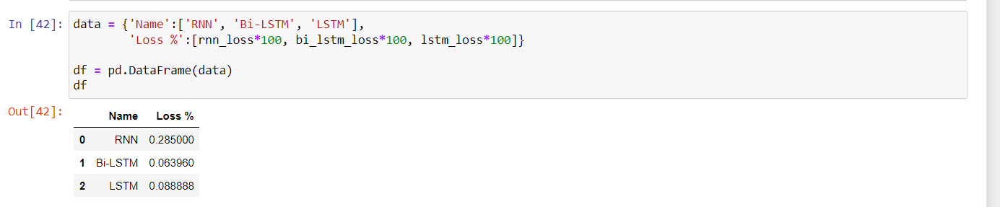 In [42]: data = {'Name':['RNN', 'Bi-LSTM', 'LSTM'],
'Loss %':[rnn_loss*100, bi_lstm_loss*100, lstm_loss*100]}
df = pd.DataFrame(data)
df
Out[42]:
Name Loss %
0 RNN 0.285000
1 Bi-LSTM 0.063960
2 LSTM 0.088888